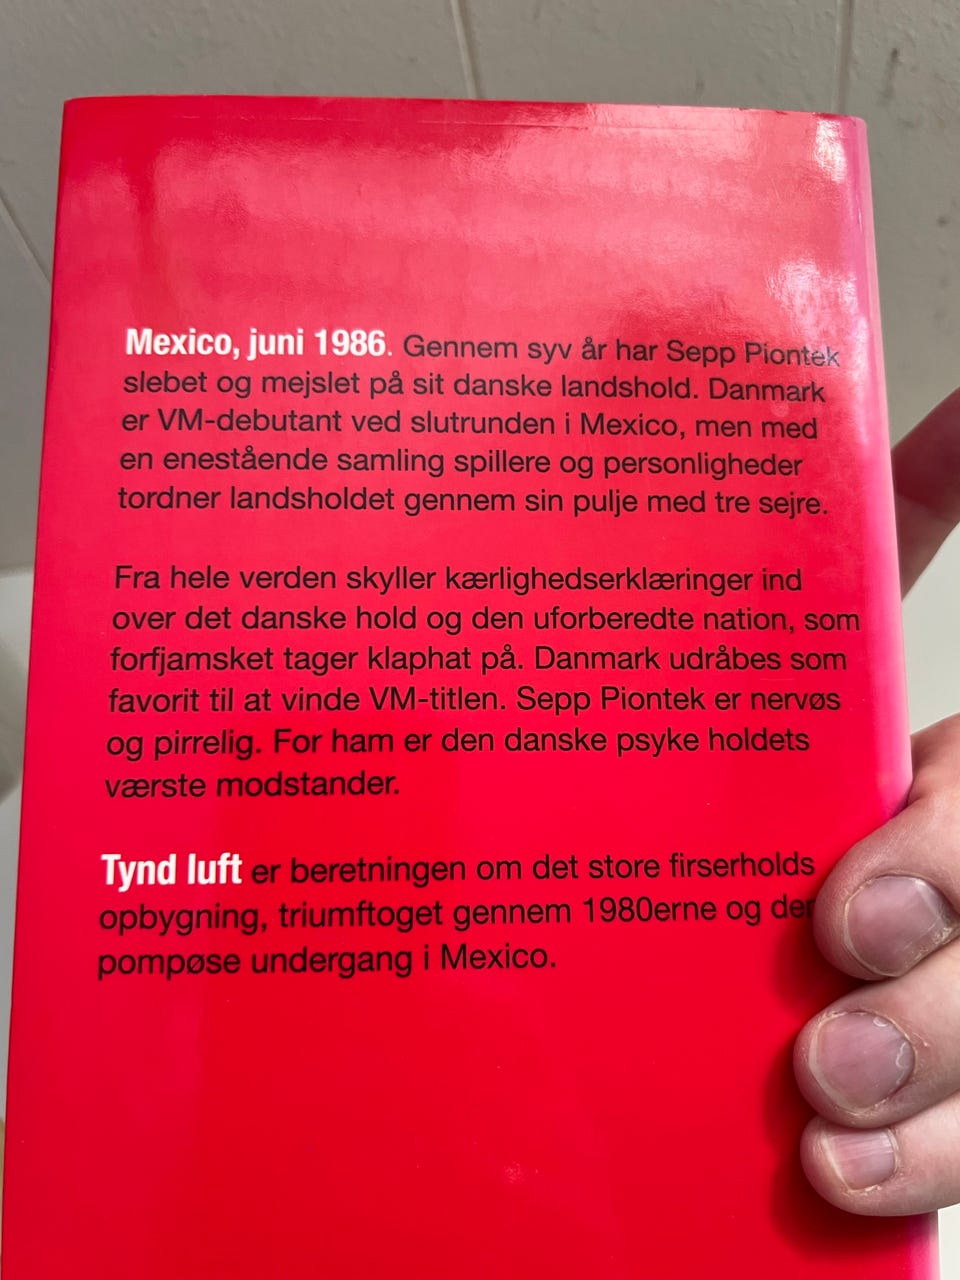 Mexico, juni 1986. Gennem syv år har Sepp Piontek
slebet og mejslet på sit danske landshold. Danmark
er VM-debutant ved slutrunden i Mexico, men med
en enestående samling spillere og personligheder
tordner landsholdet gennem sin pulje med tre sejre.
Fra hele verden skyller kærlighedserklæringer ind
over det danske hold og den uforberedte nation, som
forfjamsket tager klaphat på. Danmark udråbes som
favorit til at vinde VM-titlen. Sepp Piontek er nervøs
og pirrelig. For ham er den danske psyke holdets
værste modstander.
Tynd luft er beretningen om det store firserholds
opbygning, triumftoget gennem 1980erne og den
pompøse undergang i Mexico.